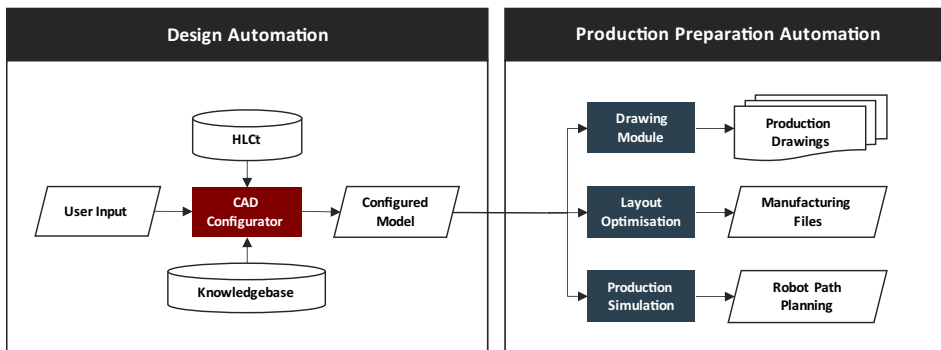 Design Automation
Production Preparation Automation
HLCt
User Input
CAD
Configurator
Configured
Model
Knowledgebase
Drawing
Module
Production
Drawings
Layout
Optimisation
Manufacturing
Files
Production
Simulation
Robot Path
Planning